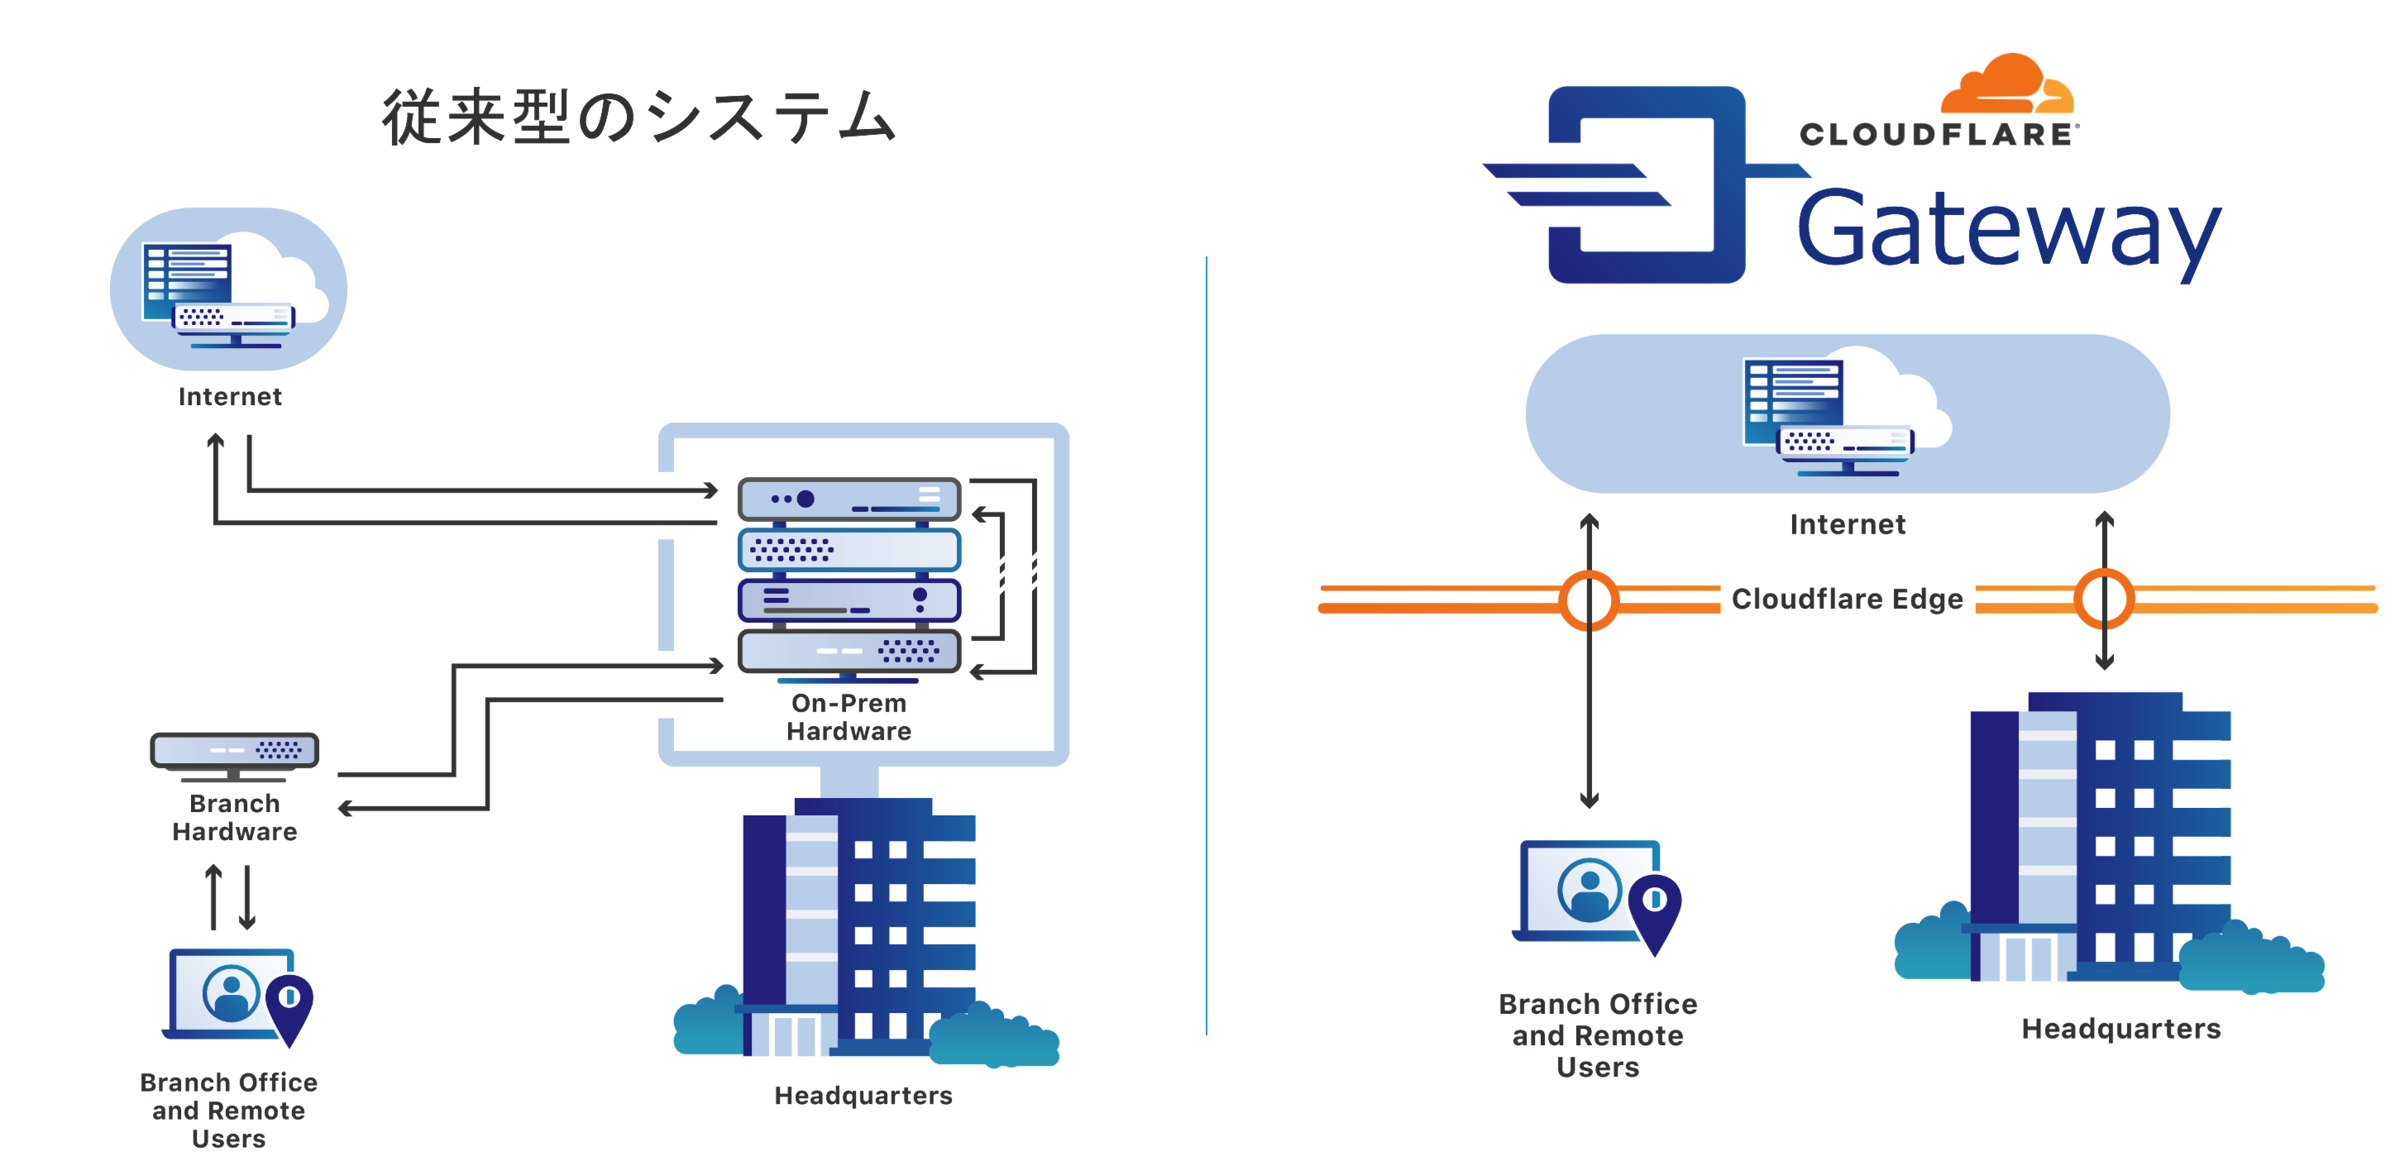 従来型のシステム
Internet
On-Prem
Hardware
Branch
Hardware
Branch Office
and Remote
Users
Headquarters
CLOUDFLARE
Gateway
Internet
Cloudflare Edge
Branch Office
and Remote
Users
Headquarters